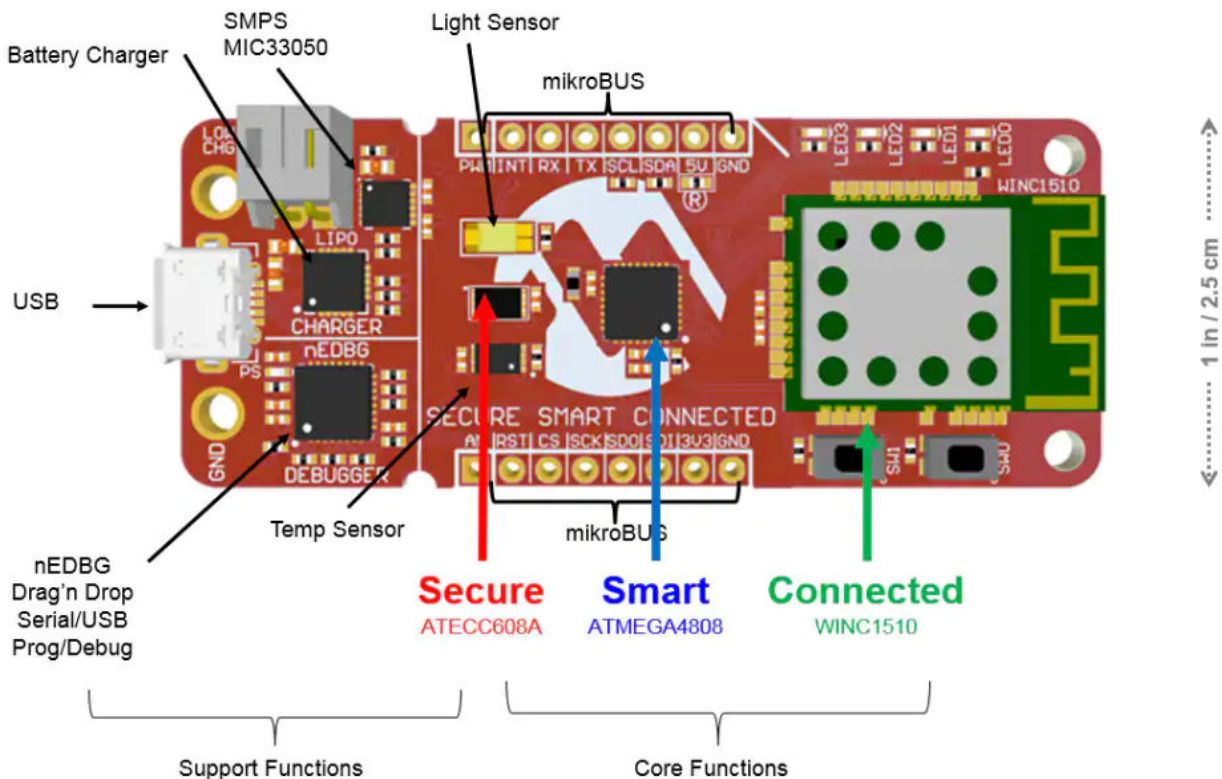 SMPS
MIC33050
Light Sensor
Battery Charger
mikroBUS
LOW
CHG
LED3
LED2
LED1
LED0
PWM|INT|RX|TX|SCL|SDA|5V|GND
®
WINC1510
LIPO
USB
CHARGER
nEDBG
PS
SECURE SMART CONNECTED
AN|RST|CS|SCK|SDO|SDI|3V3|GND
GND
DEBUGGER
SW1
SW0
1 in / 2.5 cm
Temp Sensor
mikroBUS
nEDBG
Drag'n Drop
Serial/USB
Prog/Debug
Secure
ATECC608A
Smart
ATMEGA4808
Connected
WINC1510
Support Functions
Core Functions